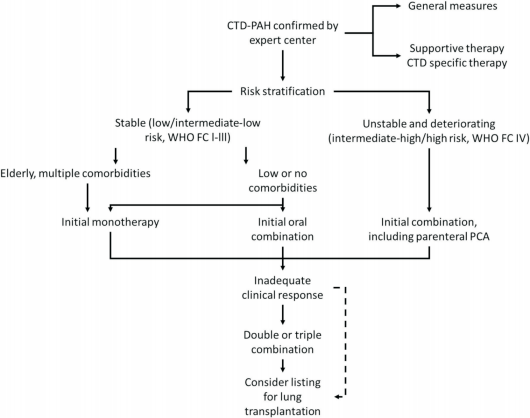 General measures
CTD-PAH confirmed by
expert center
Supportive therapy
CTD specific therapy
Risk stratification
Stable (low/intermediate-low
risk, WHO FC I-III)
Unstable and deteriorating
(intermediate-high/high risk, WHO FC IV)
Elderly, multiple comorbidities
Low or no
comorbidities
Initial monotherapy
Initial oral
combination
Initial combination,
including parenteral PCA
Inadequate
clinical response
Double or triple
combination
Consider listing
for lung
transplantation